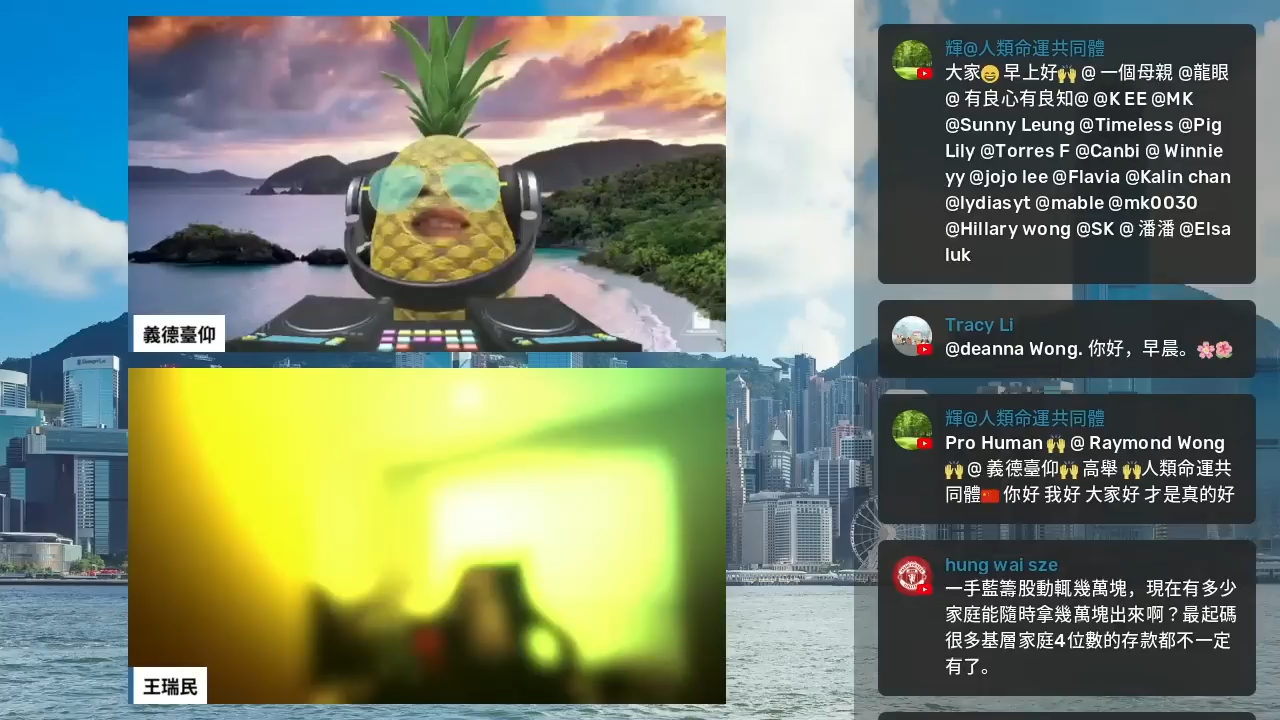 義德臺仰
王瑞民
輝@人類命運共同體
大家😄早上好🙌 @ 一個母親 @龍眼
@ 有良心有良知@ @K EE @MK
@Sunny Leung @Timeless @Pig
Lily @Torres F @Canbi @ Winnie
yy @jojo lee @Flavia @Kalin chan
@lydiasyt @mable @mk0030
@Hillary wong @SK @ 潘潘 @Elsa
luk
Tracy Li
@deanna Wong. 你好，早晨。🌸🌺
輝@人類命運共同體
Pro Human 🙌 @ Raymond Wong
🙌 @ 義德臺仰🙌 高舉 🙌人類命運共
同體🇨🇳 你好 我好 大家好 才是真的好
hung wai sze
一手藍籌股動輒幾萬塊，現在有多少
家庭能隨時拿幾萬塊出來啊？最起碼
很多基層家庭4位數的存款都不一定
有了。